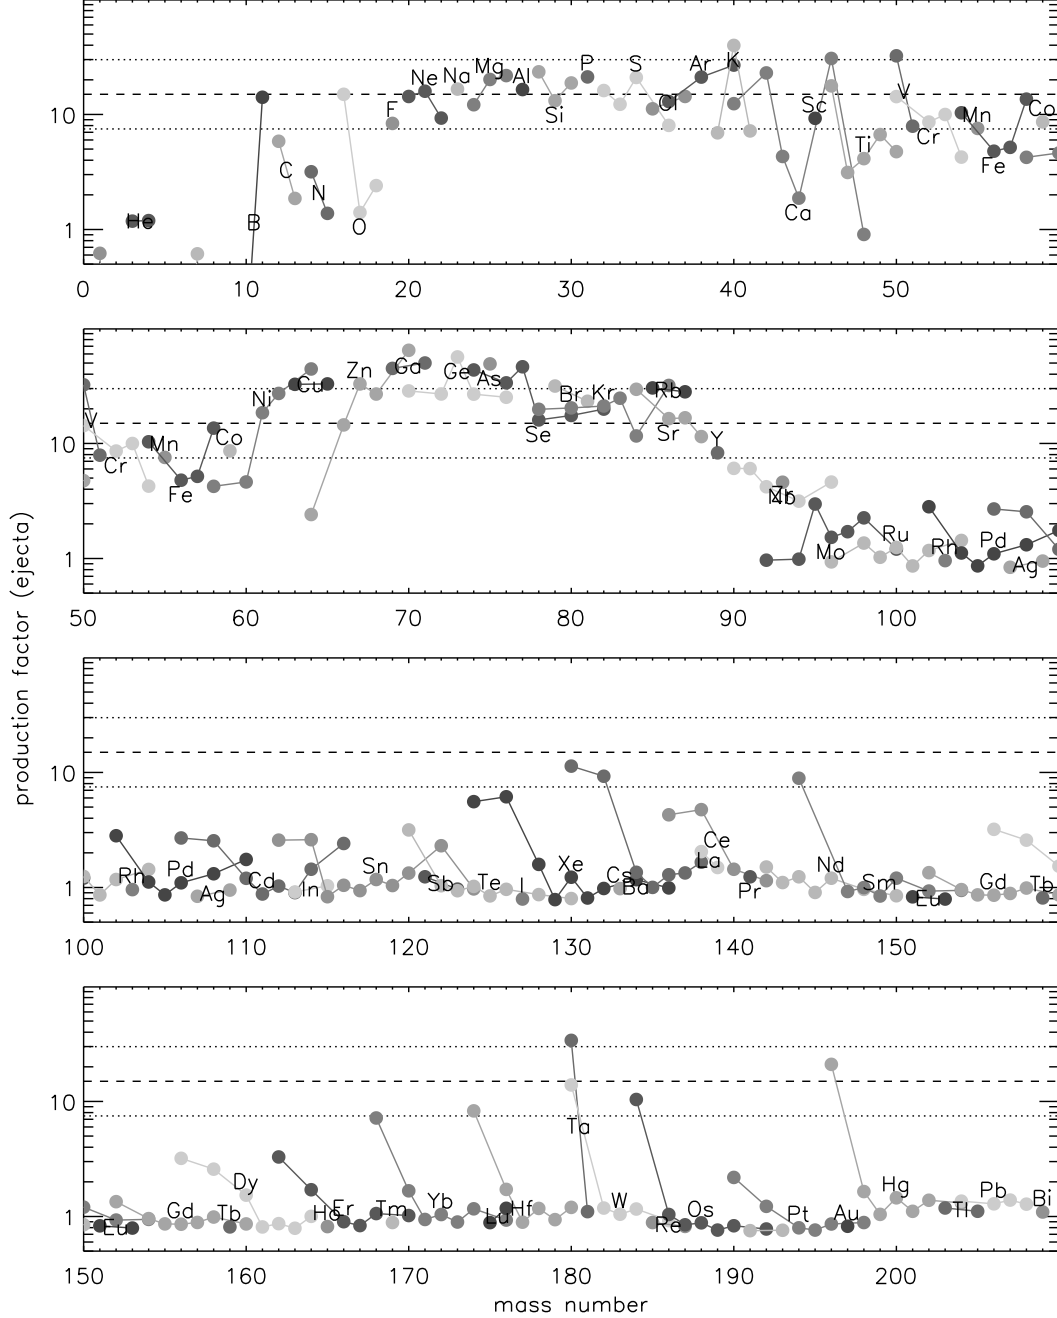 10
1
He
B
C
N
O
F
Ne
Na
Mg
Al
Si
P
S
Cl
Ar
K
Ca
Sc
Ti
V
Cr
Mn
Fe
Co
0 10 20 30 40 50
10
1
V
Cr
Mn
Fe
Co
Ni
Cu
Zn
Ga
Ge
As
Se
Br
Kr
Rb
Sr
Y
Zr
Nb
Mo
Ru
Rh
Pd
Ag
50 60 70 80 90 100
production factor (ejecta)
10
1
Rh
Pd
Ag
Cd
In
Sn
Sb
Te
I
Xe
Cs
Ba
La
Ce
Pr
Nd
Sm
Eu
Gd
Tb
100 110 120 130 140 150
10
1
Eu
Gd
Tb
Dy
Ho
Er
Tm
Yb
Lu
Hf
Ta
W
Re
Os
Pt
Au
Hg
Tl
Pb
Bi
150 160 170 180 190 200
mass number